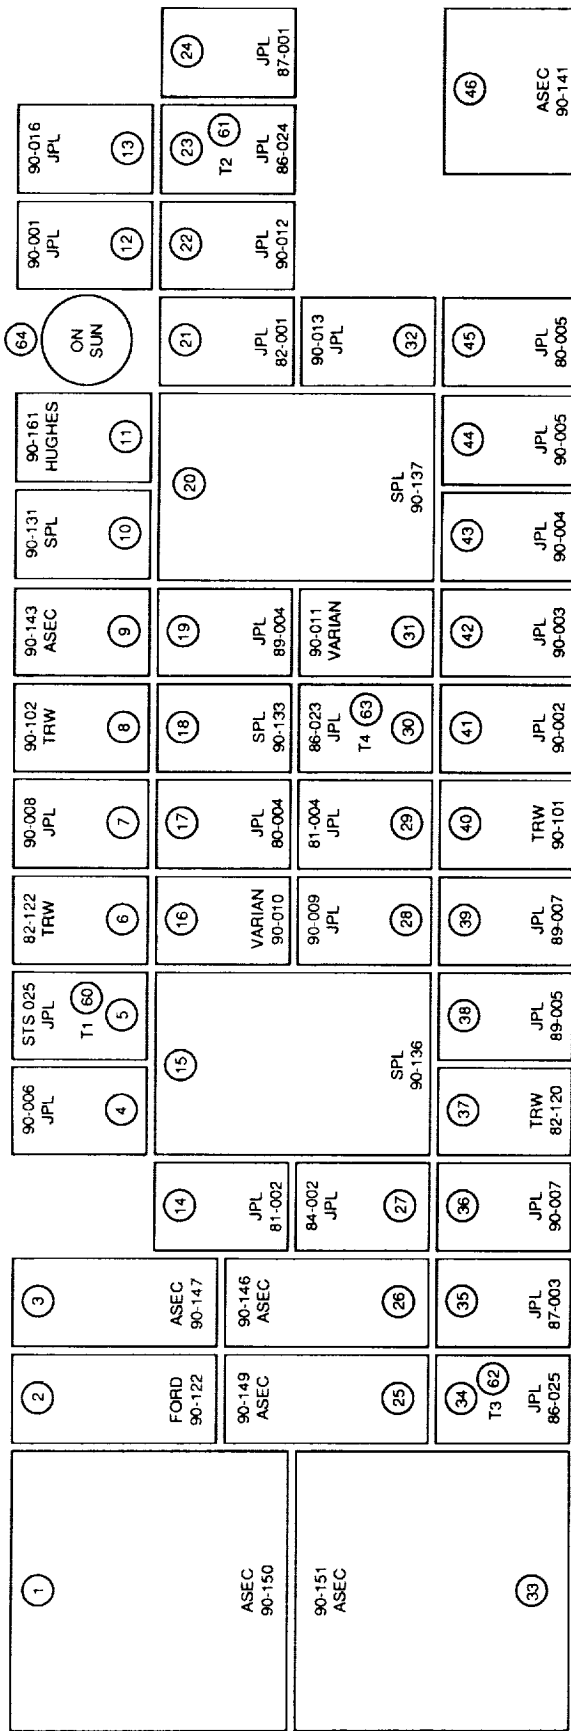 1
ASEC
90-150
2
FORD
90-122
3
ASEC
90-147
90-006
JPL
4
STS 025
JPL
T1
60
5
82-122
TRW
6
90-008
JPL
7
90-102
TRW
8
90-143
ASEC
9
90-131
SPL
10
90-161
HUGHES
11
64
ON
SUN
90-001
JPL
12
90-016
JPL
13
14
JPL
81-002
15
SPL
90-136
16
VARIAN
90-010
17
JPL
80-004
18
SPL
90-133
19
JPL
89-004
20
SPL
90-137
21
JPL
82-001
22
JPL
90-012
23
T2
61
JPL
86-024
24
JPL
87-001
90-149
ASEC
25
90-146
ASEC
26
84-002
JPL
27
90-009
JPL
28
81-004
JPL
29
86-023
JPL
T4
63
30
90-011
VARIAN
31
90-013
JPL
32
90-151
ASEC
33
34
T3
62
JPL
86-025
35
JPL
87-003
36
JPL
90-007
37
TRW
82-120
38
JPL
89-005
39
JPL
89-007
40
TRW
90-101
41
JPL
90-002
42
JPL
90-003
43
JPL
90-004
44
JPL
90-005
45
JPL
80-005
46
ASEC
90-141